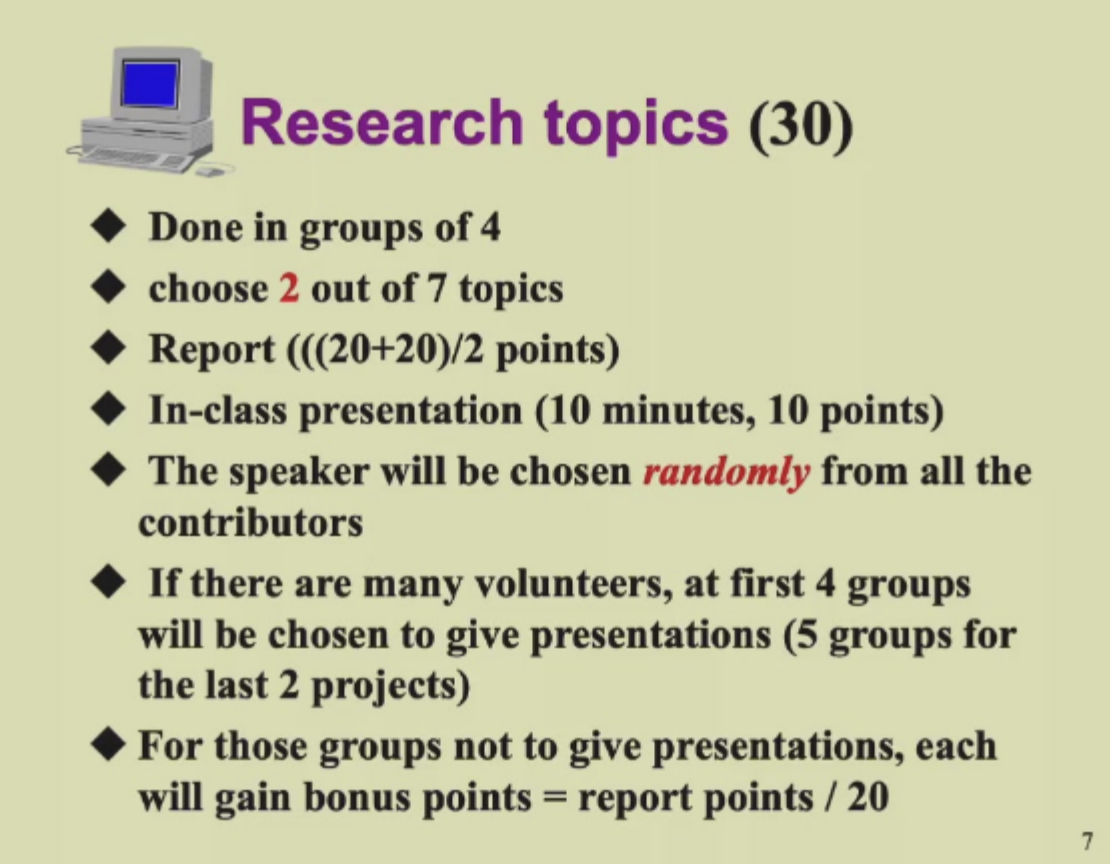 Research topics (30)
◆ Done in groups of 4
◆ choose 2 out of 7 topics
◆ Report (((20+20)/2 points)
◆ In-class presentation (10 minutes, 10 points)
◆ The speaker will be chosen randomly from all the
contributors
◆ If there are many volunteers, at first 4 groups
will be chosen to give presentations (5 groups for
the last 2 projects)
◆ For those groups not to give presentations, each
will gain bonus points = report points / 20
7